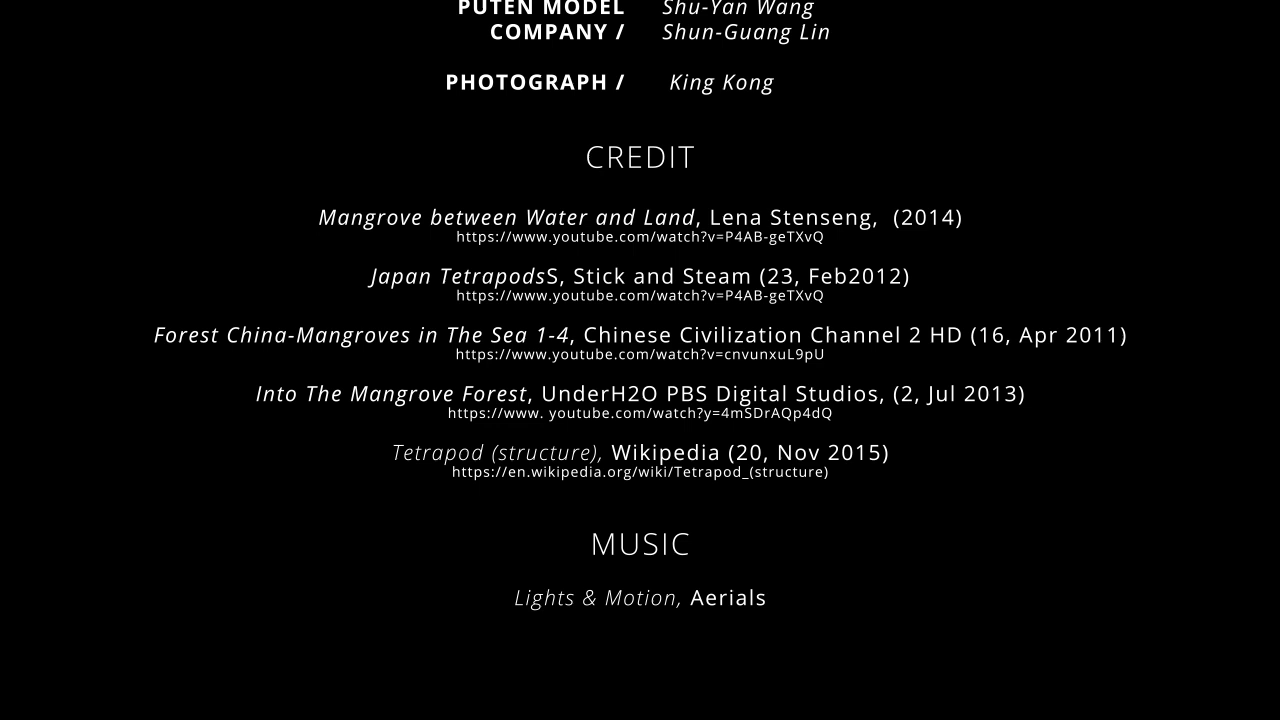 PUTEN MODEL Shu-Yan Wang
COMPANY / Shun-Guang Lin
PHOTOGRAPH / King Kong
CREDIT
Mangrove between Water and Land, Lena Stenseng, (2014)
https://www.youtube.com/watch?v=P4AB-geTXvQ
Japan TetrapodsS, Stick and Steam (23, Feb2012)
https://www.youtube.com/watch?v=P4AB-geTXvQ
Forest China-Mangroves in The Sea 1-4, Chinese Civilization Channel 2 HD (16, Apr 2011)
https://www.youtube.com/watch?v=cnvunxuL9pU
Into The Mangrove Forest, UnderH2O PBS Digital Studios, (2, Jul 2013)
https://www. youtube.com/watch?y=4mSDrAQp4dQ
Tetrapod (structure), Wikipedia (20, Nov 2015)
https://en.wikipedia.org/wiki/Tetrapod_(structure)
MUSIC
Lights & Motion, Aerials